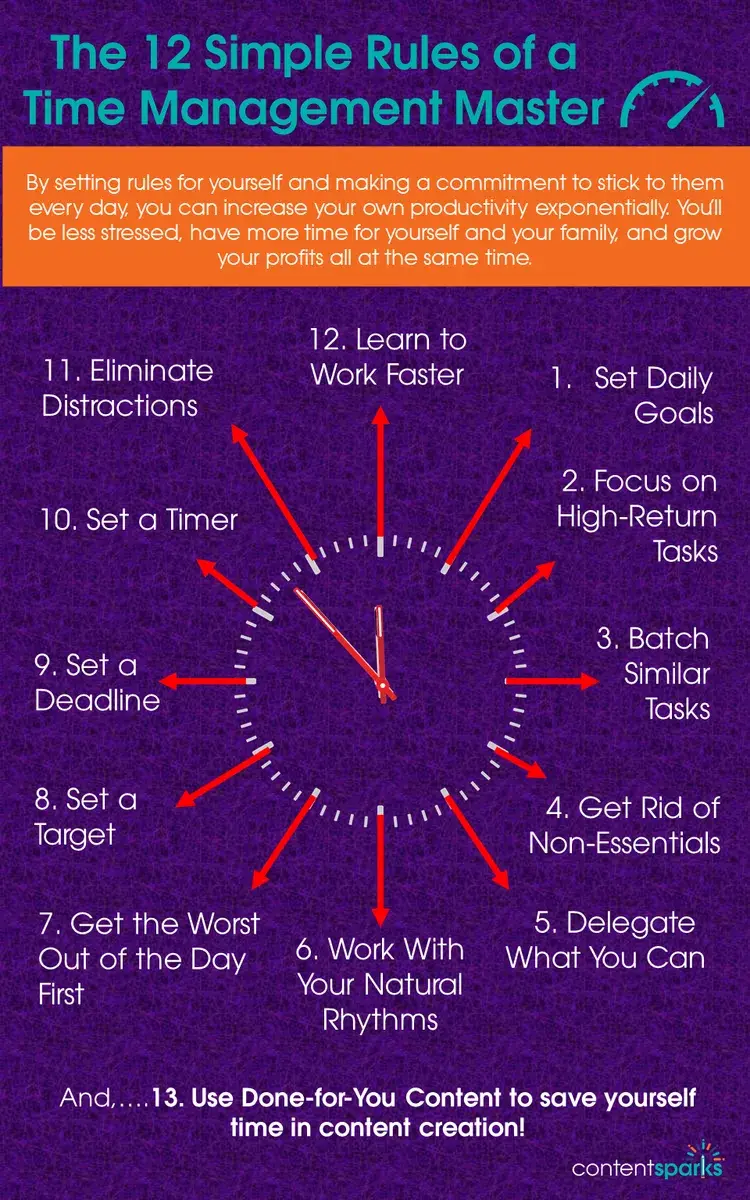 The 12 Simple Rules of a
Time Management Master
By setting rules for yourself and making a commitment to stick to them
every day, you can increase your own productivity exponentially. You'll
be less stressed, have more time for yourself and your family, and grow
your profits all at the same time.
12. Learn to
Work Faster
1. Set Daily
Goals
2. Focus on
High-Return
Tasks
3. Batch
Similar
Tasks
4. Get Rid of
Non-Essentials
5. Delegate
What You Can
6. Work With
Your Natural
Rhythms
7. Get the Worst
Out of the Day
First
8. Set a
Target
9. Set a
Deadline
10. Set a Timer
11. Eliminate
Distractions
And,....13. Use Done-for-You Content to save yourself
time in content creation!
contentsparks